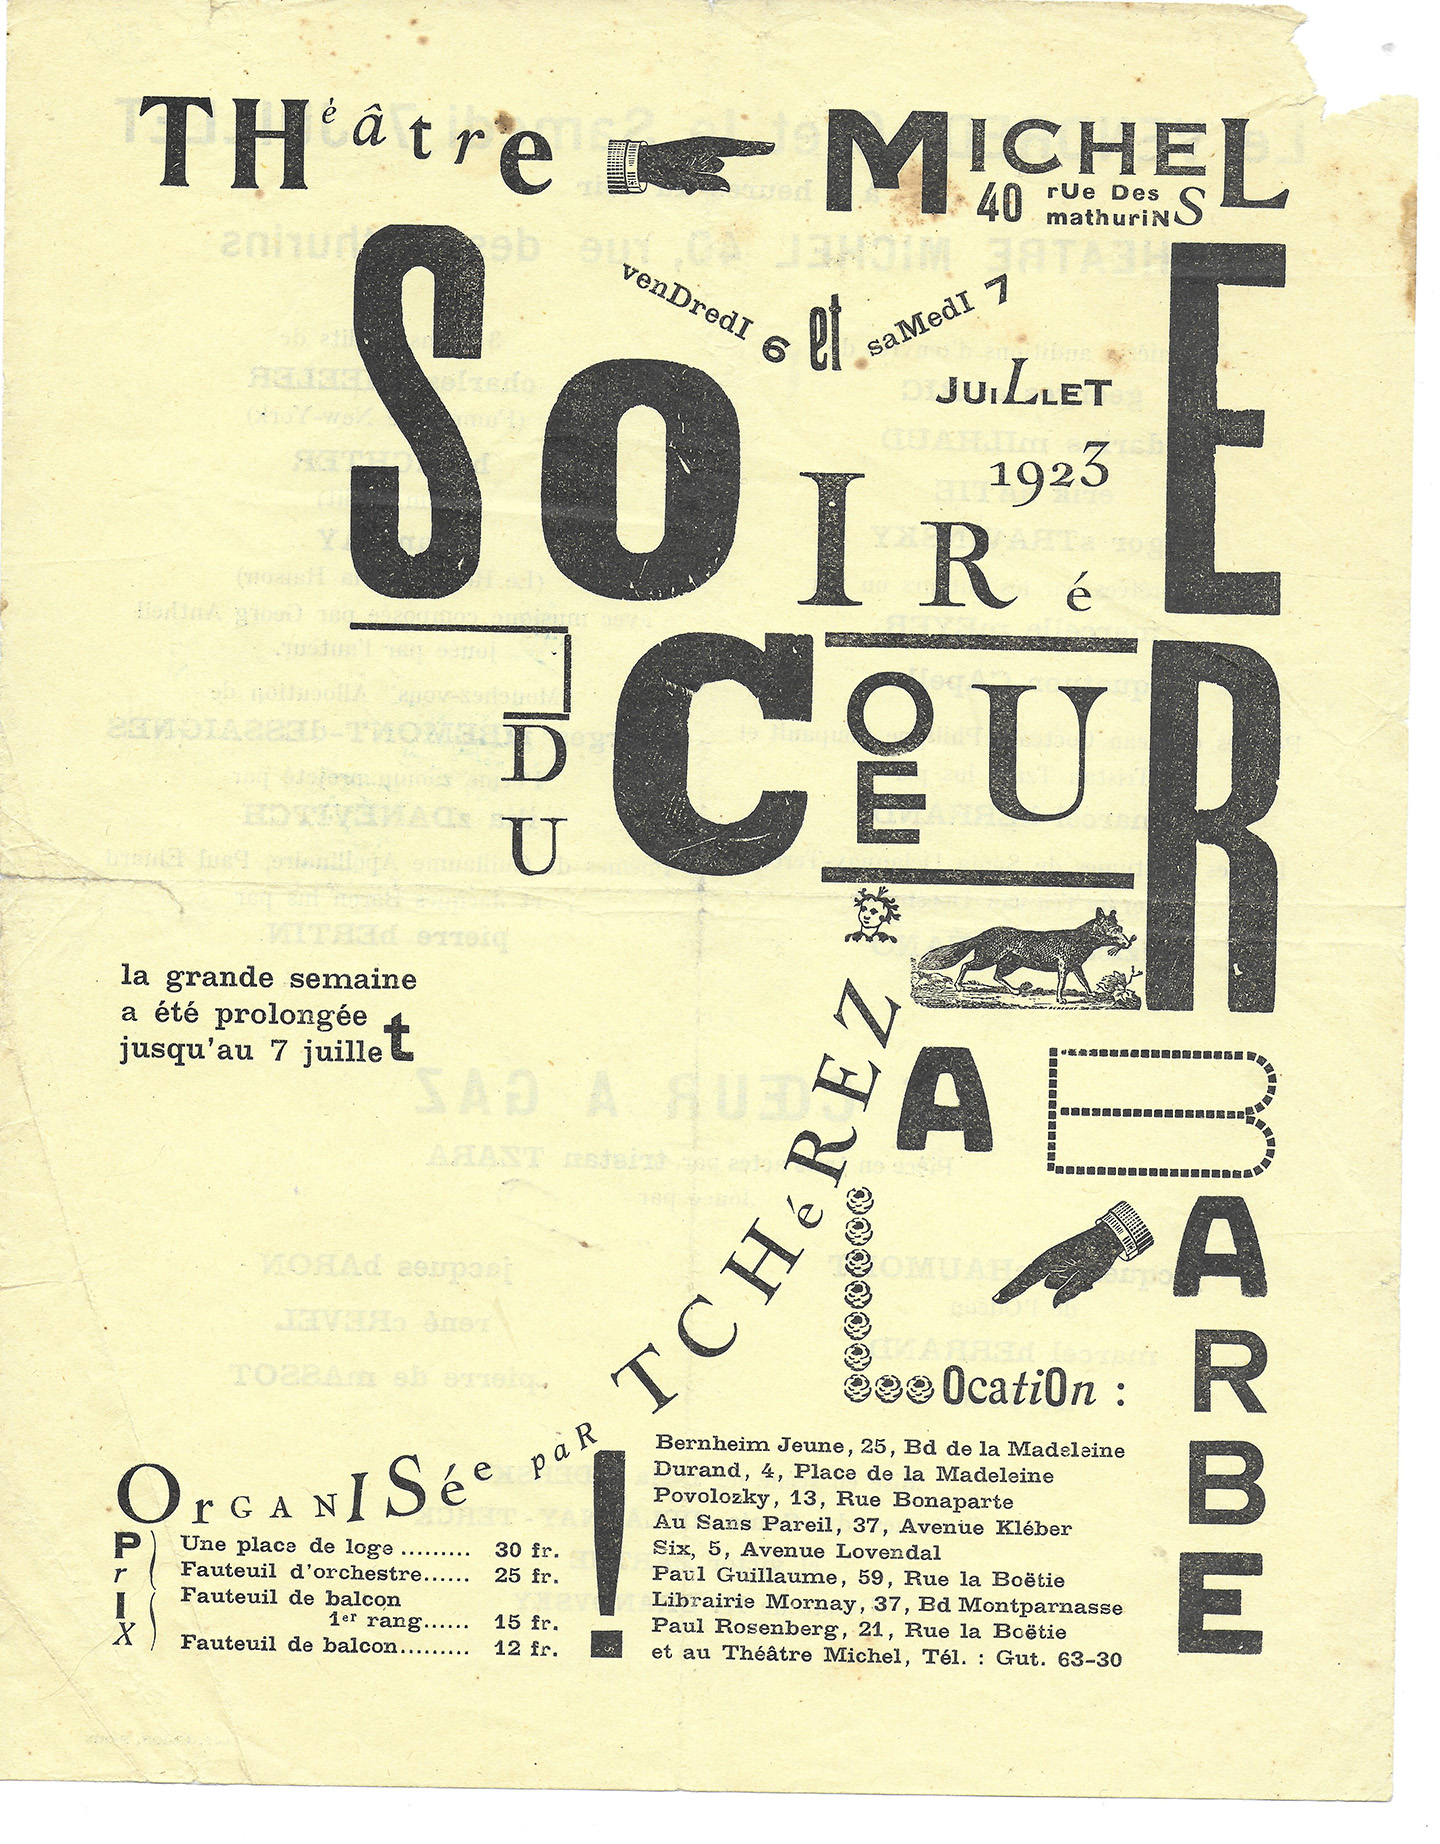 THéâtre MICHEL
40 rUe Des
mathuriNS
venDredI 6 et saMedI 7
JUiLLET
1923
SOIRéE
DU CŒUR
A BARBE
la grande semaine
a été prolongée
jusqu'au 7 juillet
OrGANISée paR TCHéREZ
PrIX
Une place de loge ......... 30 fr.
Fauteuil d'orchestre...... 25 fr.
Fauteuil de balcon
1er rang...... 15 fr.
Fauteuil de balcon......... 12 fr.
!
LOcatiOn :
Bernheim Jeune, 25, Bd de la Madeleine
Durand, 4, Place de la Madeleine
Povolozky, 13, Rue Bonaparte
Au Sans Pareil, 37, Avenue Kléber
Six, 5, Avenue Lovendal
Paul Guillaume, 59, Rue la Boëtie
Librairie Mornay, 37, Bd Montparnasse
Paul Rosenberg, 21, Rue la Boëtie
et au Théâtre Michel, Tél. : Gut. 63-30